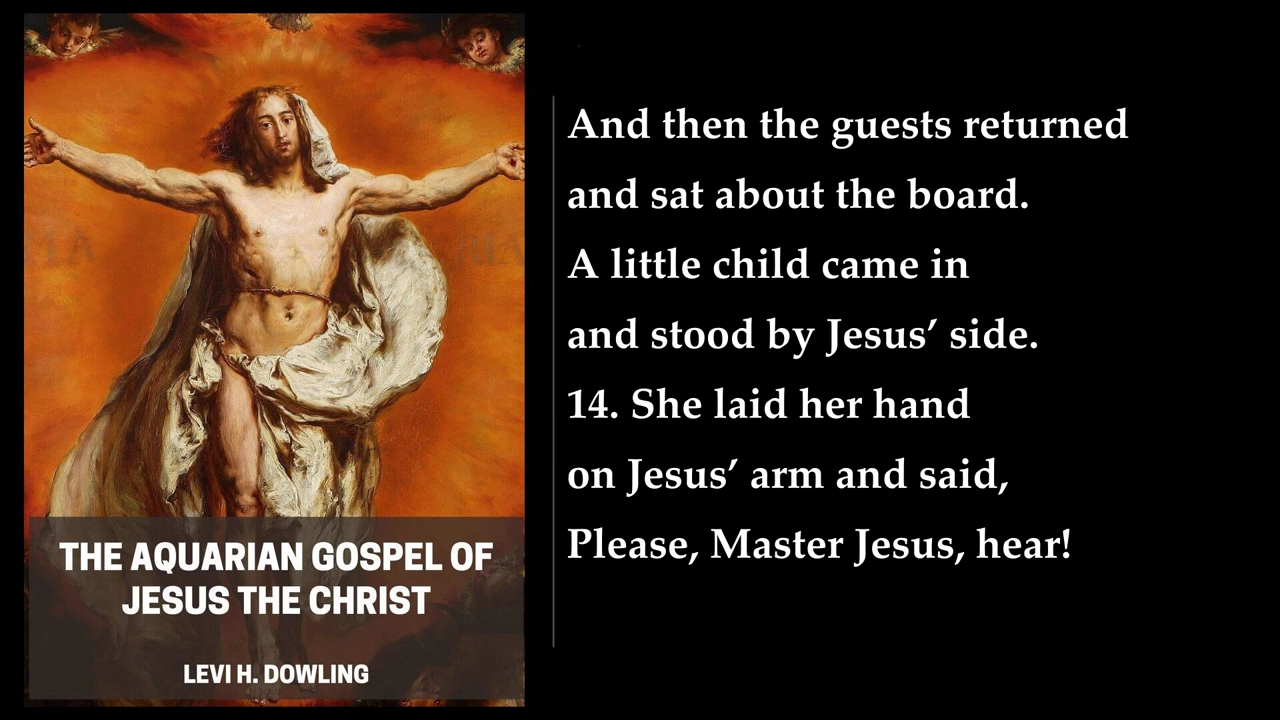 THE AQUARIAN GOSPEL OF
JESUS THE CHRIST
LEVI H. DOWLING
And then the guests returned
and sat about the board.
A little child came in
and stood by Jesus’ side.
14. She laid her hand
on Jesus’ arm and said,
Please, Master Jesus, hear!